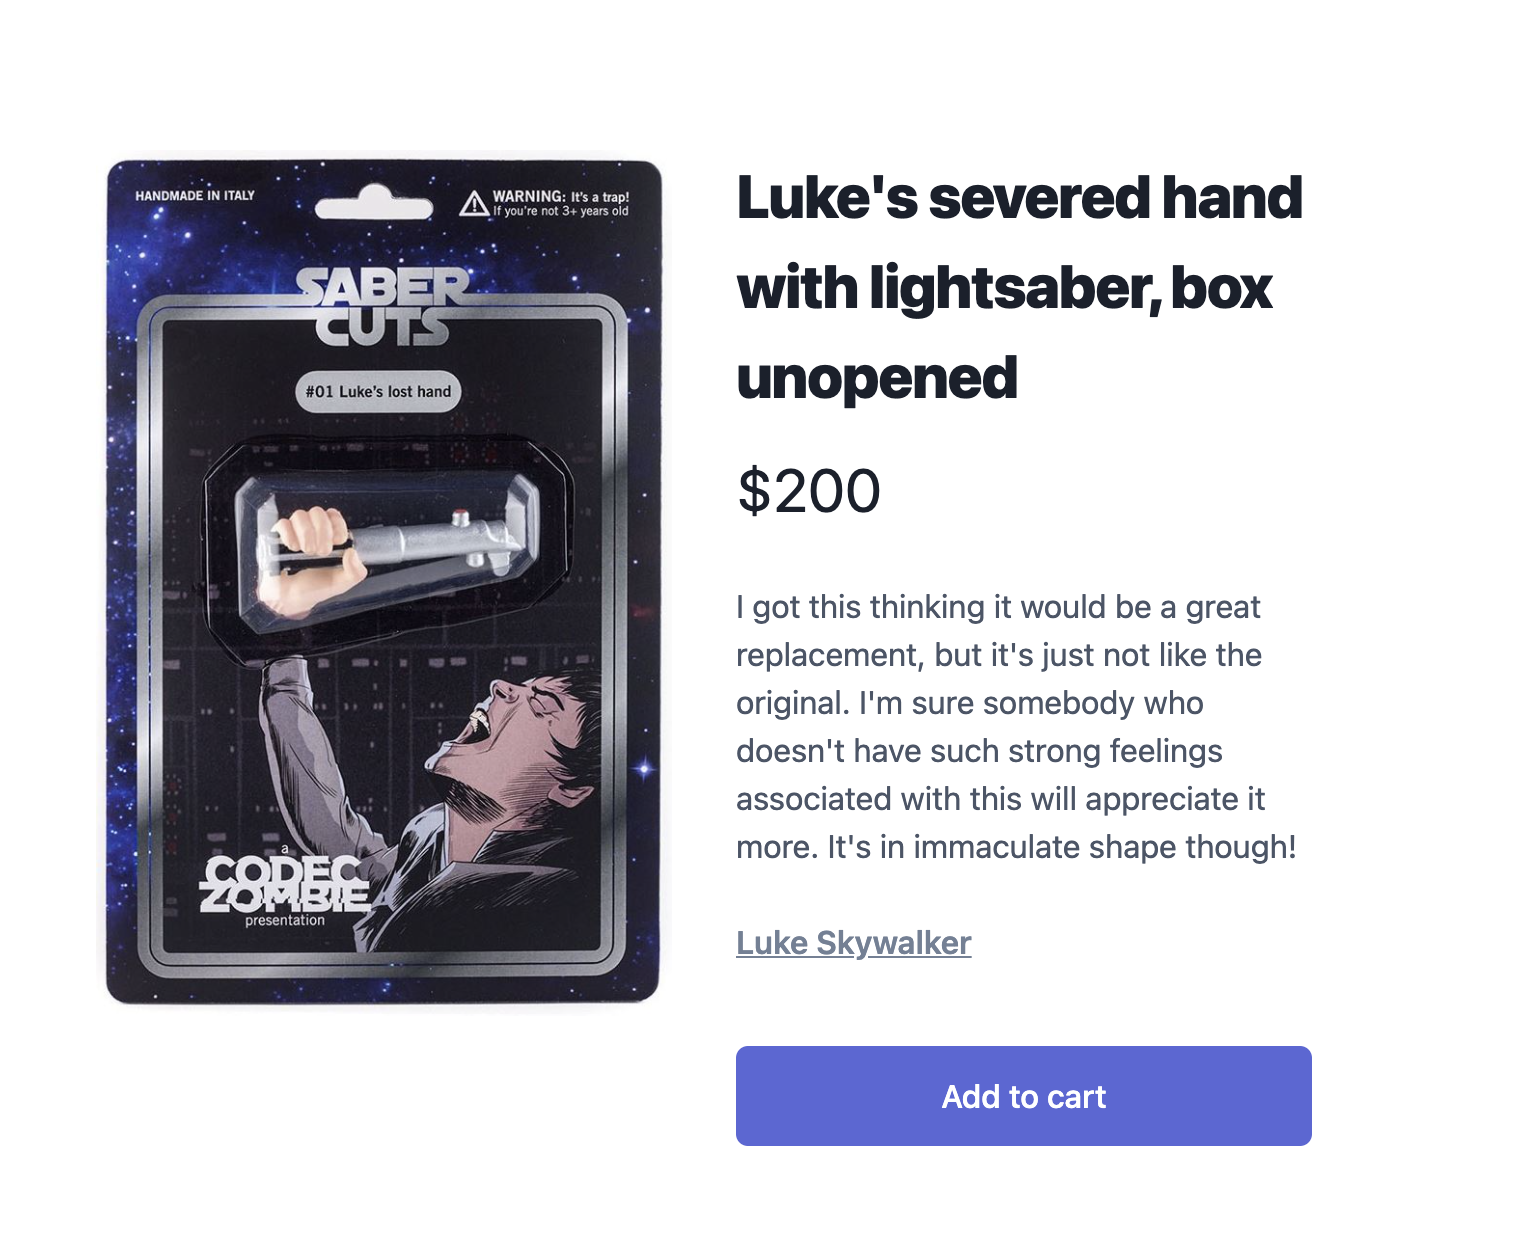 HANDMADE IN ITALY
WARNING: It's a trap!
If you're not 3+ years old
SABER
CUTS
#01 Luke's lost hand
a
CODEC
ZOMBIE
presentation
Luke's severed hand
with lightsaber, box
unopened
$200
I got this thinking it would be a great
replacement, but it's just not like the
original. I'm sure somebody who
doesn't have such strong feelings
associated with this will appreciate it
more. It's in immaculate shape though!
Luke Skywalker
Add to cart